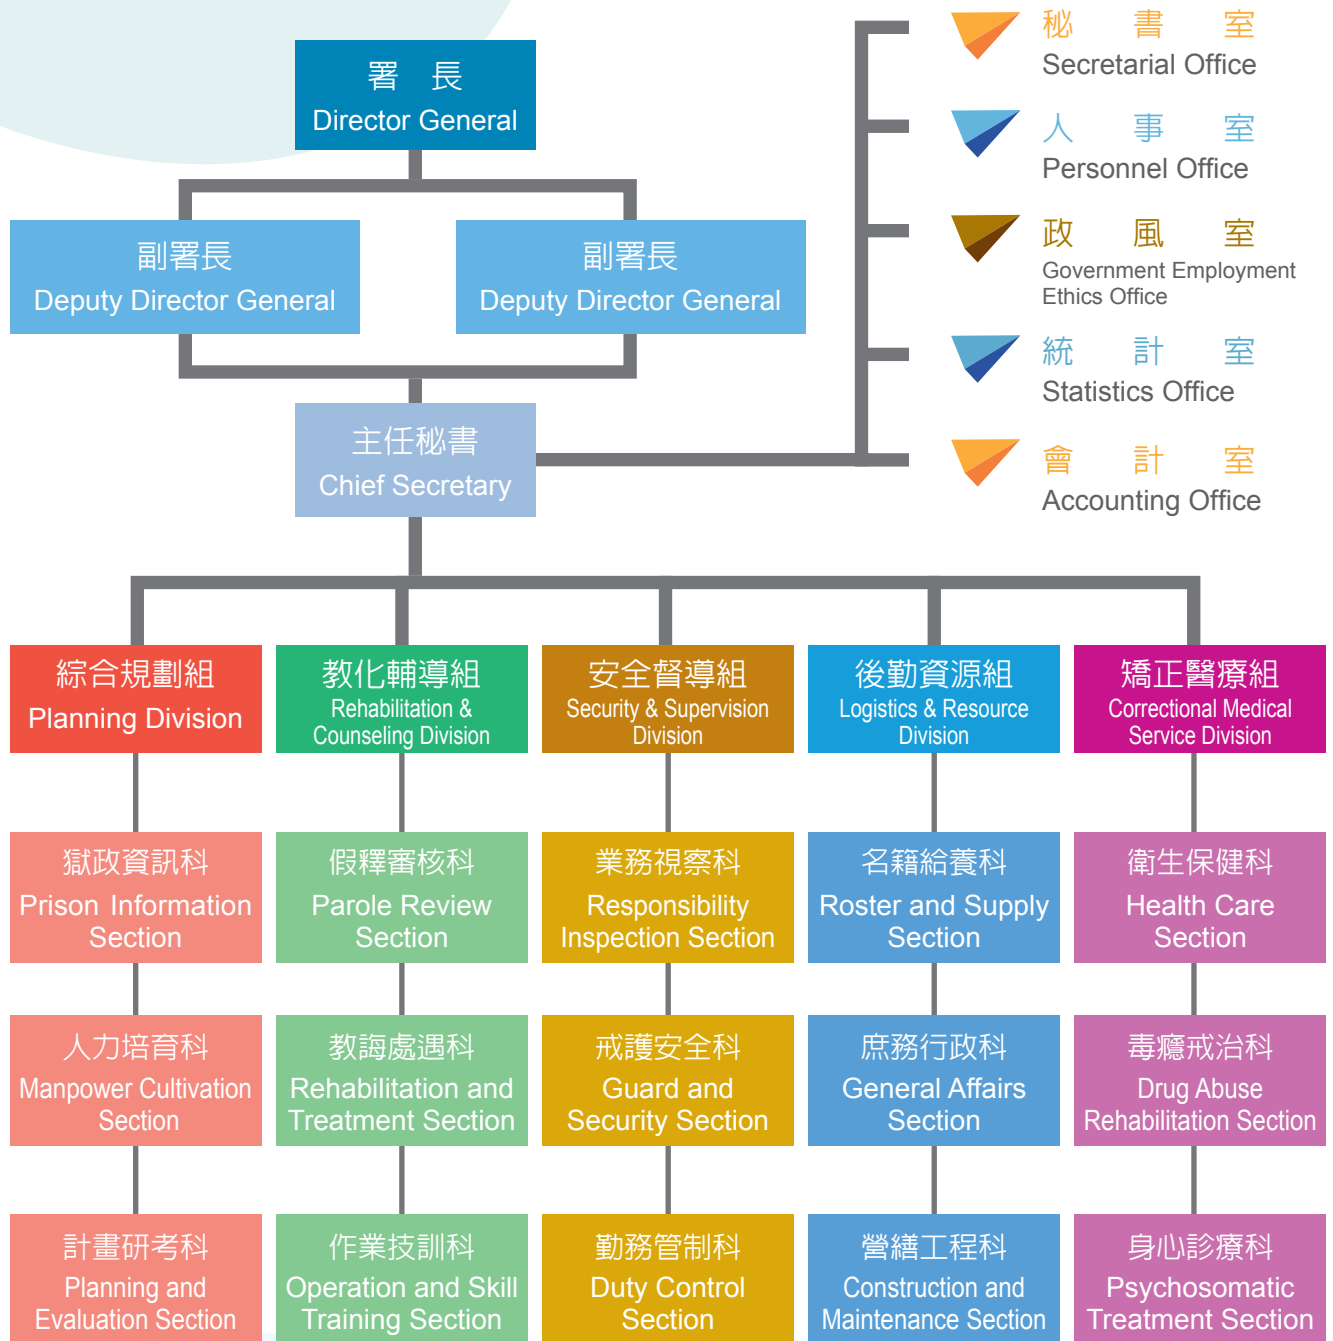 署長
Director General
副署長
Deputy Director General
副署長
Deputy Director General
主任秘書
Chief Secretary
秘書室
Secretarial Office
人事室
Personnel Office
政風室
Government Employment
Ethics Office
統計室
Statistics Office
會計室
Accounting Office
綜合規劃組
Planning Division
教化輔導組
Rehabilitation &
Counseling Division
安全督導組
Security & Supervision
Division
後勤資源組
Logistics & Resource
Division
矯正醫療組
Correctional Medical
Service Division
獄政資訊科
Prison Information
Section
假釋審核科
Parole Review
Section
業務視察科
Responsibility
Inspection Section
名籍給養科
Roster and Supply
Section
衛生保健科
Health Care
Section
人力培育科
Manpower Cultivation
Section
教誨處遇科
Rehabilitation and
Treatment Section
戒護安全科
Guard and
Security Section
庶務行政科
General Affairs
Section
毒癮戒治科
Drug Abuse
Rehabilitation Section
計畫研考科
Planning and
Evaluation Section
作業技訓科
Operation and Skill
Training Section
勤務管制科
Duty Control
Section
營繕工程科
Construction and
Maintenance Section
身心診療科
Psychosomatic
Treatment Section